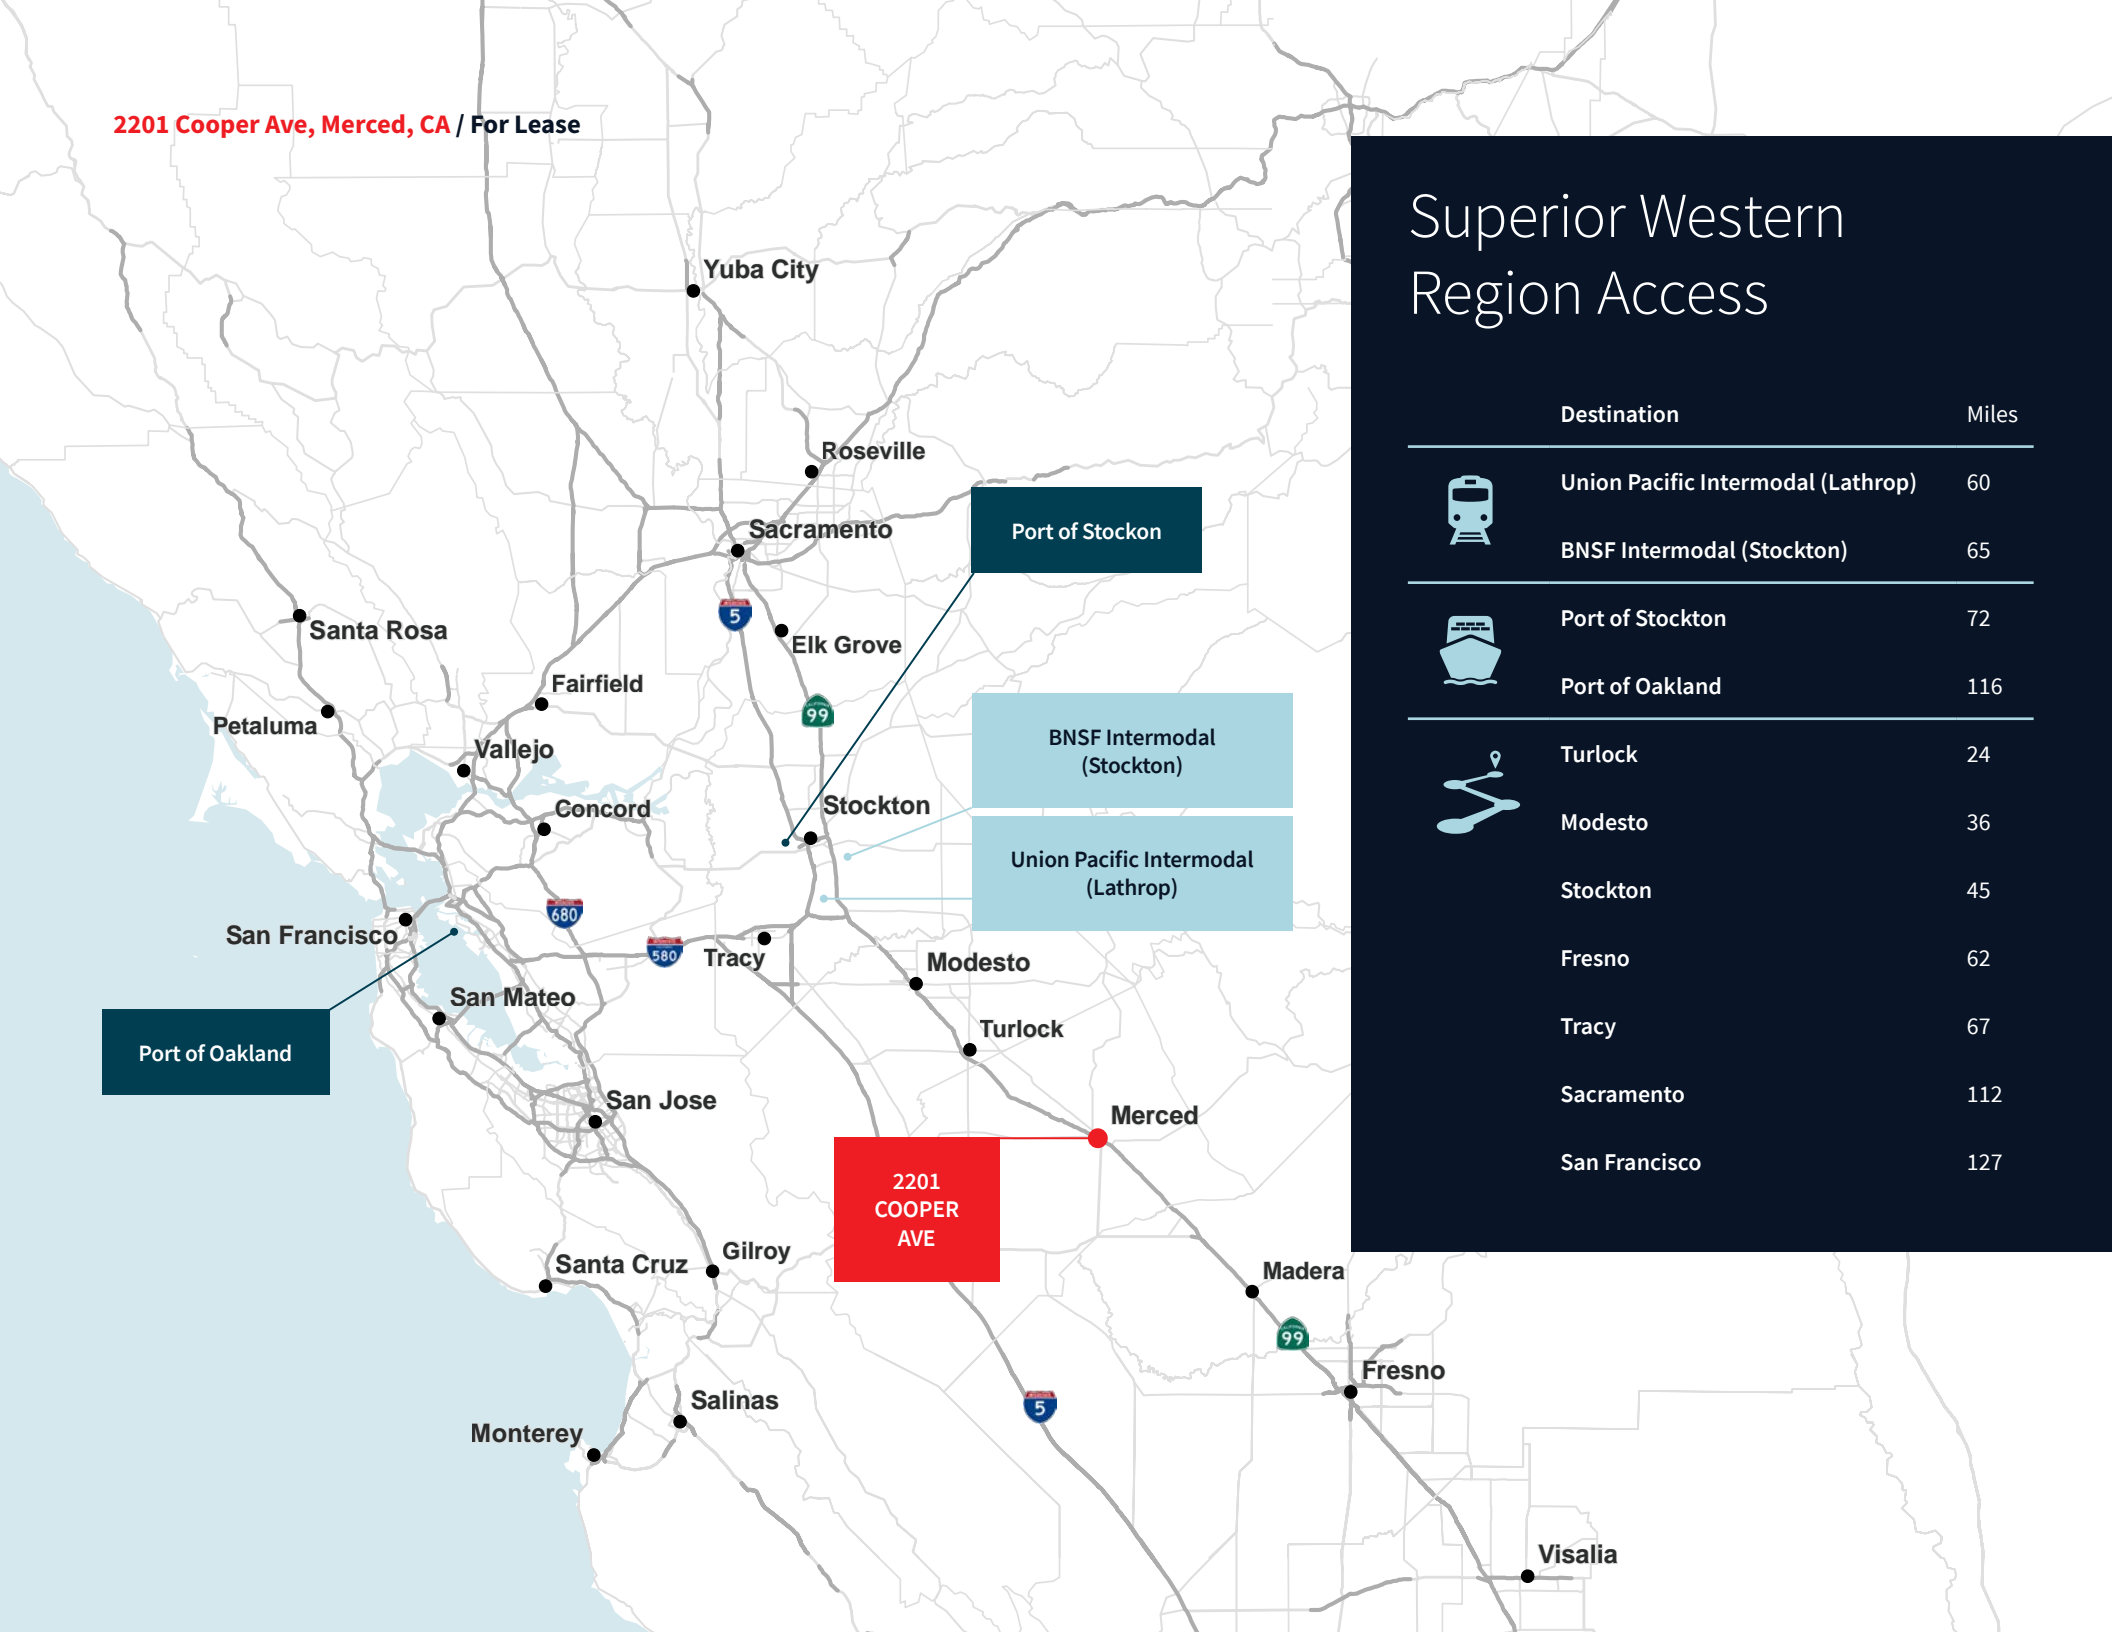 2201 Cooper Ave, Merced, CA / For Lease
Superior Western
Region Access
Destination Miles
Union Pacific Intermodal (Lathrop) 60
BNSF Intermodal (Stockton) 65
Port of Stockton 72
Port of Oakland 116
Turlock 24
Modesto 36
Stockton 45
Fresno 62
Tracy 67
Sacramento 112
San Francisco 127
Yuba City
Roseville
Sacramento
Port of Stockon
5
Elk Grove
Santa Rosa
Fairfield
99
Petaluma
Vallejo
BNSF Intermodal
(Stockton)
Concord
Stockton
Union Pacific Intermodal
(Lathrop)
680
San Francisco
580
Tracy
Modesto
San Mateo
Turlock
Port of Oakland
San Jose
Merced
2201
COOPER
AVE
Gilroy
Santa Cruz
Madera
99
Fresno
Salinas
5
Monterey
Visalia